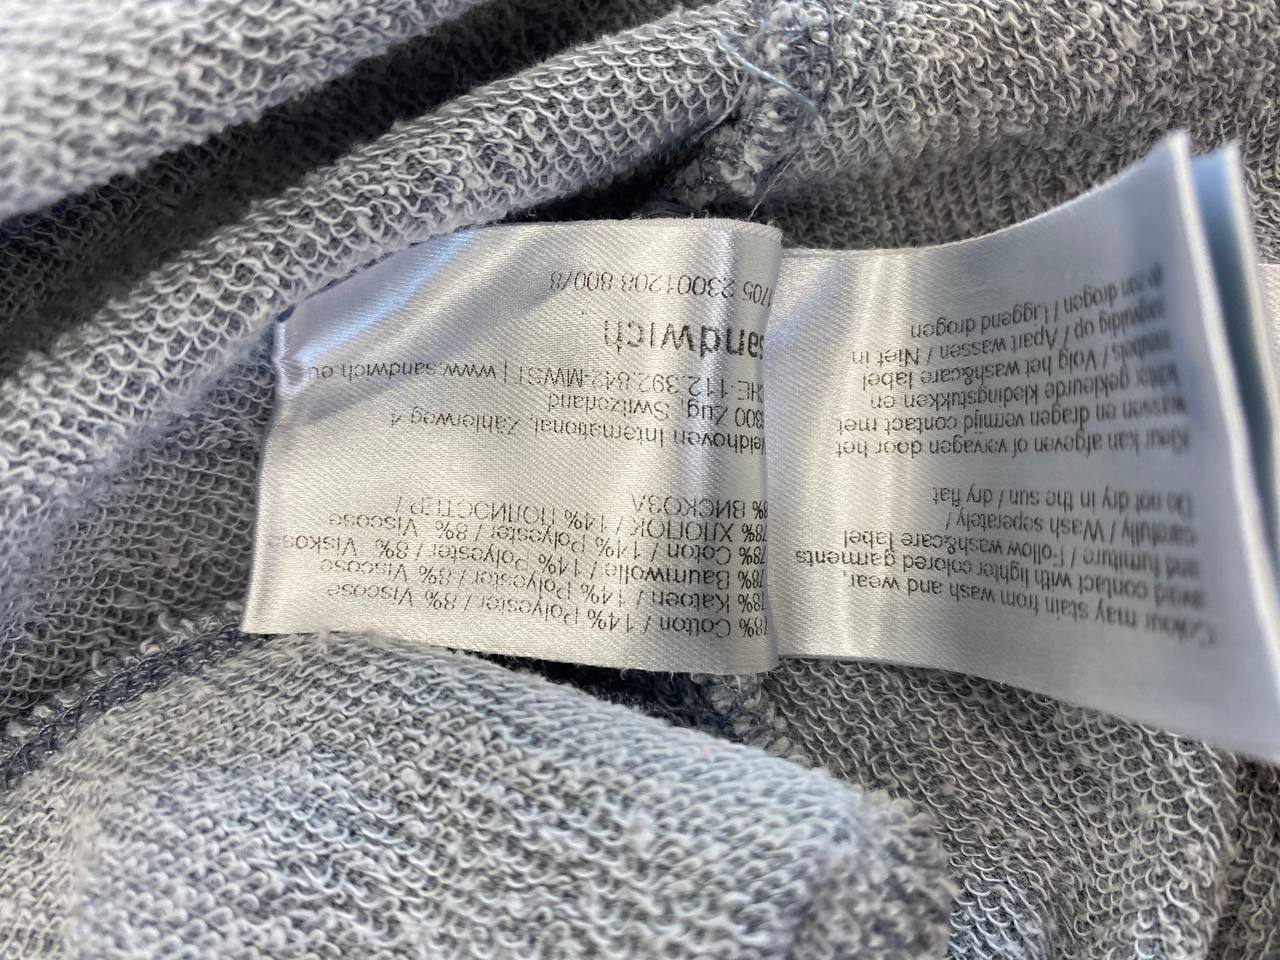 78% Cotton / 14% Polyester / 8% Viscose
78% Katoen / 14% Polyester / 8% Viscose
78% Baumwolle / 14% Polyester / 8% Viskos
78% Coton / 14% Polyester / 8% Viscose
78% ХЛОПОК / 14% ПОЛИЭСТЕР /
8% ВИСКОЗА
Veldhoven International, Zählerweg 4
6300 Zug, Switzerland
CHE-112.392.842-MWST | www.sandwich.eu
sandwich
1705 23001208 800/8
Colour may stain from wash and wear,
avoid contact with lighter colored garments
and furniture / Follow wash&care label
carefully / Wash seperately /
Do not dry in the sun / dry flat
Kleur kan afgeven of vervagen door het
wassen en dragen vermijd contact met
lichter gekleurde kledingstukken en
meubels / Volg het wash&care label
zorgvuldig op / Apart wassen / Niet in
de zon drogen / Liggend drogen